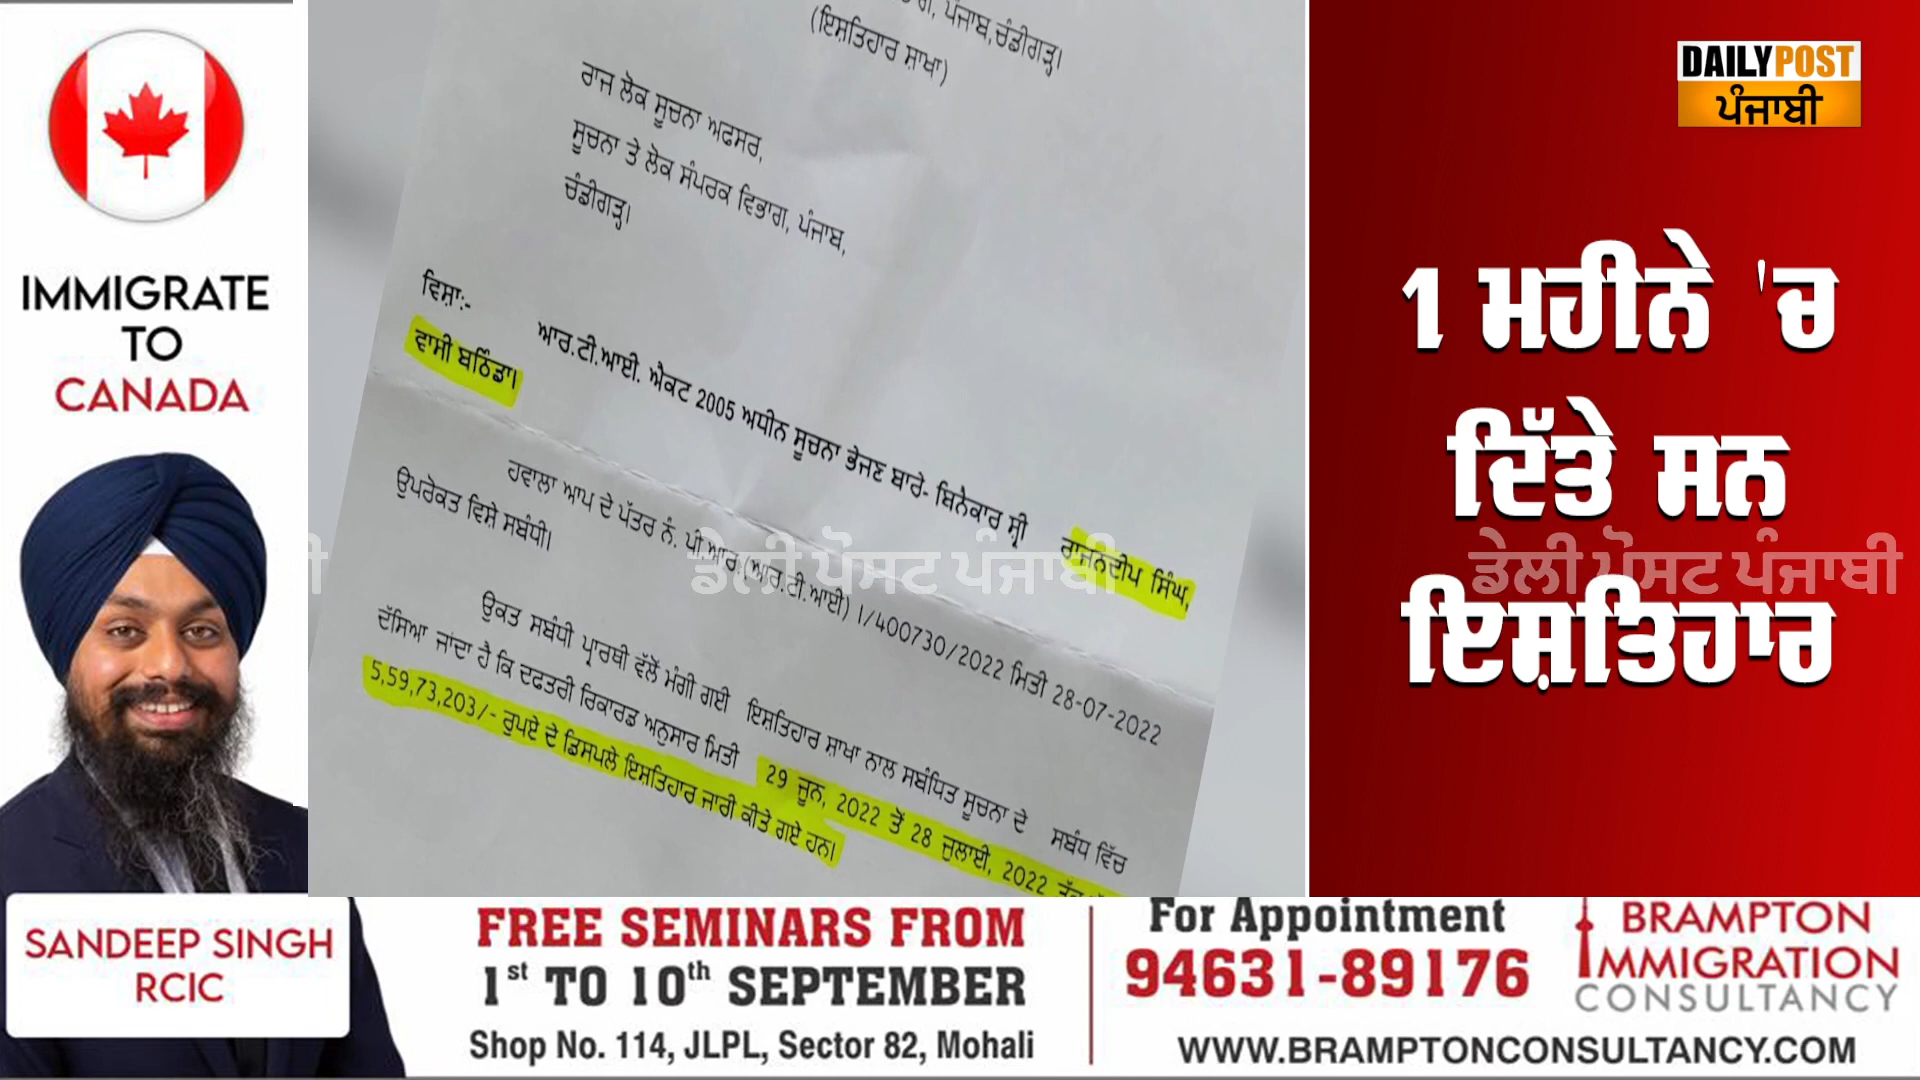 IMMIGRATE
TO
CANADA
SANDEEP SINGH
RCIC
ਪੰਜਾਬ,ਚੰਡੀਗੜ੍ਹ।
(ਇਸ਼ਤਿਹਾਰ ਸ਼ਾਖਾ)
ਰਾਜ ਲੋਕ ਸੂਚਨਾ ਅਫਸਰ,
ਸੂਚਨਾ ਤੇ ਲੋਕ ਸੰਪਰਕ ਵਿਭਾਗ, ਪੰਜਾਬ,
ਚੰਡੀਗੜ੍ਹ।
ਵਿਸ਼ਾ:-
ਆਰ.ਟੀ.ਆਈ. ਐਕਟ 2005 ਅਧੀਨ ਸੂਚਨਾ ਭੇਜਣ ਬਾਰੇ- ਬਿਨੈਕਾਰ ਸ੍ਰੀ ਰਾਜਨਦੀਪ ਸਿੰਘ,
ਵਾਸੀ ਬਠਿੰਡਾ।
ਹਵਾਲਾ ਆਪ ਦੇ ਪੱਤਰ ਨੰ. ਪੀ.ਆਰ.(ਆਰ.ਟੀ.ਆਈ) I/400730/2022 ਮਿਤੀ 28-07-2022
ਉਪਰੋਕਤ ਵਿਸ਼ੇ ਸਬੰਧੀ।
ਉਕਤ ਸਬੰਧੀ ਪ੍ਰਾਰਥੀ ਵੱਲੋਂ ਮੰਗੀ ਗਈ ਇਸ਼ਤਿਹਾਰ ਸ਼ਾਖਾ ਨਾਲ ਸਬੰਧਿਤ ਸੂਚਨਾ ਦੇ ਸਬੰਧ ਵਿੱਚ
ਦੱਸਿਆ ਜਾਂਦਾ ਹੈ ਕਿ ਦਫਤਰੀ ਰਿਕਾਰਡ ਅਨੁਸਾਰ ਮਿਤੀ 29 ਜੂਨ, 2022 ਤੋਂ 28 ਜੁਲਾਈ, 2022 ਤੱਕ
5,59,73,203/- ਰੁਪਏ ਦੇ ਡਿਸਪਲੇ ਇਸ਼ਤਿਹਾਰ ਜਾਰੀ ਕੀਤੇ ਗਏ ਹਨ।
ਡੇਲੀ ਪੋਸਟ ਪੰਜਾਬੀ
DAILY POST
ਪੰਜਾਬੀ
1 ਮਹੀਨੇ 'ਚ
ਦਿੱਤੇ ਸਨ
ਡੇਲੀ ਪੋਸਟ ਪੰਜਾਬੀ
ਇਸ਼ਤਿਹਾਰ
FREE SEMINARS FROM
1st TO 10th SEPTEMBER
Shop No. 114, JLPL, Sector 82, Mohali
For Appointment
94631-89176
BRAMPTON
IMMIGRATION
CONSULTANCY
WWW.BRAMPTONCONSULTANCY.COM